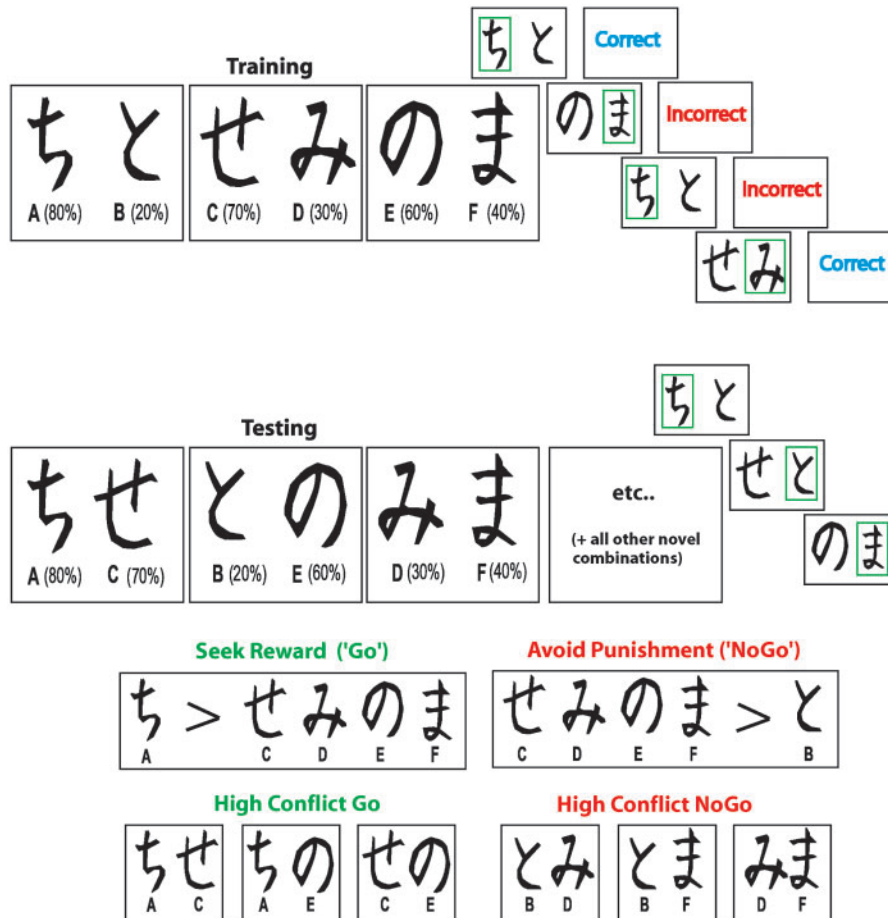 ち と Correct
Training
の ま Incorrect
ち と せ み の ま
A (80%) B (20%) C (70%) D (30%) E (60%) F (40%)
ち と Incorrect
せ み Correct
ち と
Testing
せ と
ち せ と の み ま
etc..
(+ all other novel
combinations)
の ま
A (80%) C (70%) B (20%) E (60%) D (30%) F(40%)
Seek Reward ('Go')
ち > せ み の ま
A C D E F
Avoid Punishment ('NoGo')
せ み の ま > と
C D E F B
High Conflict Go
ち せ ち の せ の
A C A E C E
High Conflict NoGo
と み と ま み ま
B D B F D F